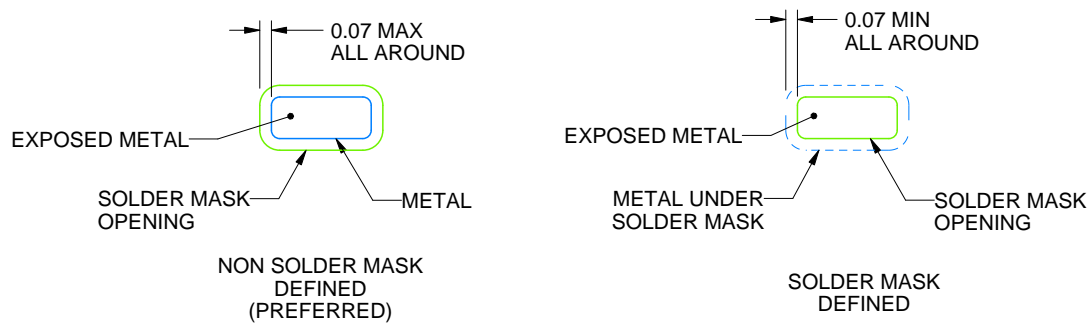 0.07 MAX
ALL AROUND
EXPOSED METAL
SOLDER MASK
OPENING
METAL
NON SOLDER MASK
DEFINED
(PREFERRED)
0.07 MIN
ALL AROUND
EXPOSED METAL
METAL UNDER
SOLDER MASK
SOLDER MASK
OPENING
SOLDER MASK
DEFINED